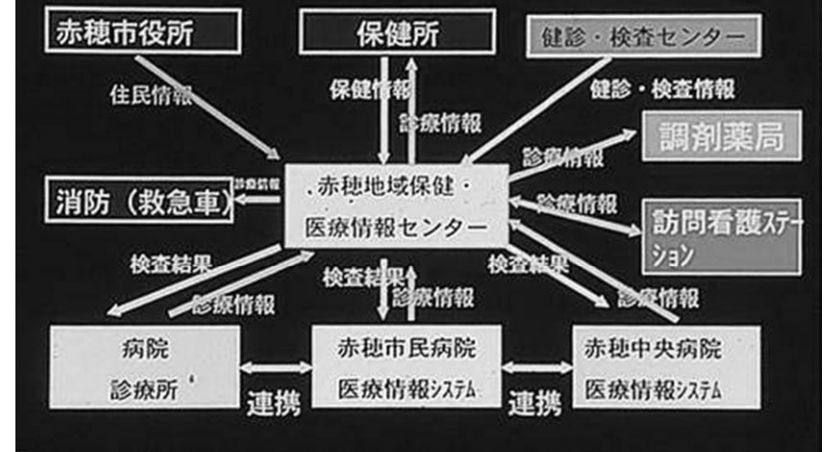 赤穂市役所
保健所
健診・検査センター
住民情報
保健情報
診療情報
健診・検査情報
調剤薬局
診療情報
赤穂地域保健・
医療情報センター
診療情報
消防（救急車）
診療情報
訪問看護ステー
ション
検査結果
診療情報
検査結果
診療情報
検査結果
診療情報
病院
診療所
赤穂市民病院
医療情報システム
赤穂中央病院
医療情報システム
連携
連携